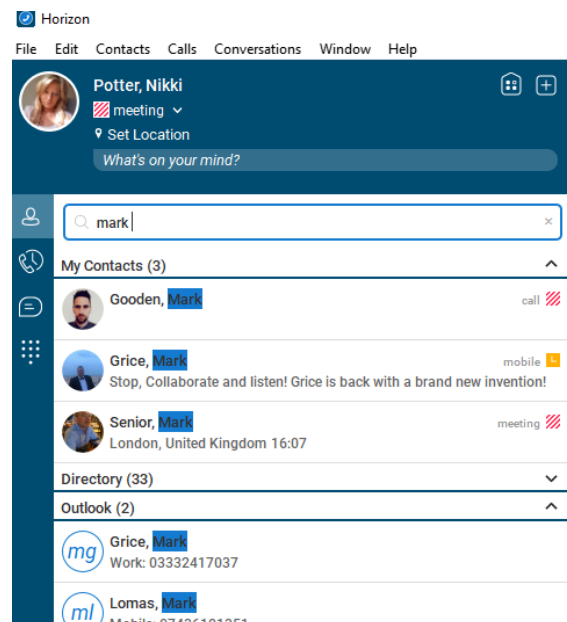 Horizon
File Edit Contacts Calls Conversations Window Help
Potter, Nikki
meeting
Set Location
What's on your mind?
mark
My Contacts (3)
Gooden, Mark
call
Grice, Mark
mobile
Stop, Collaborate and listen! Grice is back with a brand new invention!
Senior, Mark
meeting
London, United Kingdom 16:07
Directory (33)
Outlook (2)
mg
Grice, Mark
Work: 03332417037
ml
Lomas, Mark